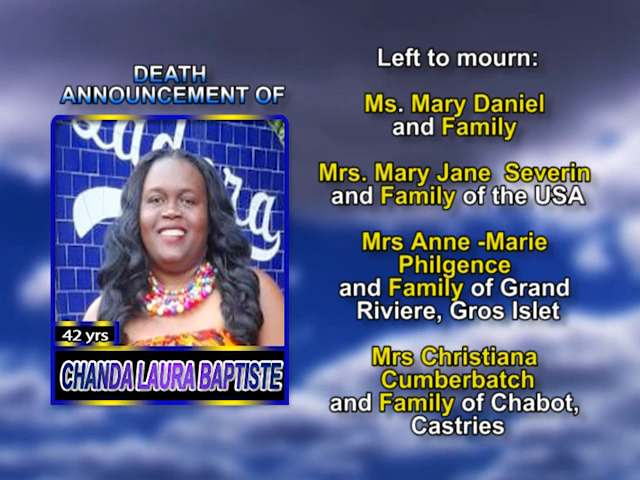 DEATH
ANNOUNCEMENT OF
42 yrs
CHANDA LAURA BAPTISTE
Left to mourn:
Ms. Mary Daniel
and Family
Mrs. Mary Jane Severin
and Family of the USA
Mrs Anne -Marie
Philgence
and Family of Grand
Riviere, Gros Islet
Mrs Christiana
Cumberbatch
and Family of Chabot,
Castries